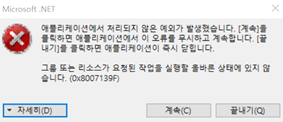 Microsoft .NET
애플리케이션에서 처리되지 않은 예외가 발생했습니다. [계속]을
클릭하면 애플리케이션에서 이 오류를 무시하고 계속합니다. [끝
내기]를 클릭하면 애플리케이션이 즉시 닫힙니다.
그룹 또는 리소스가 요청된 작업을 실행할 올바른 상태에 있지 않
습니다. (0x8007139F)
자세히(D)
계속(C)
끝내기(Q)